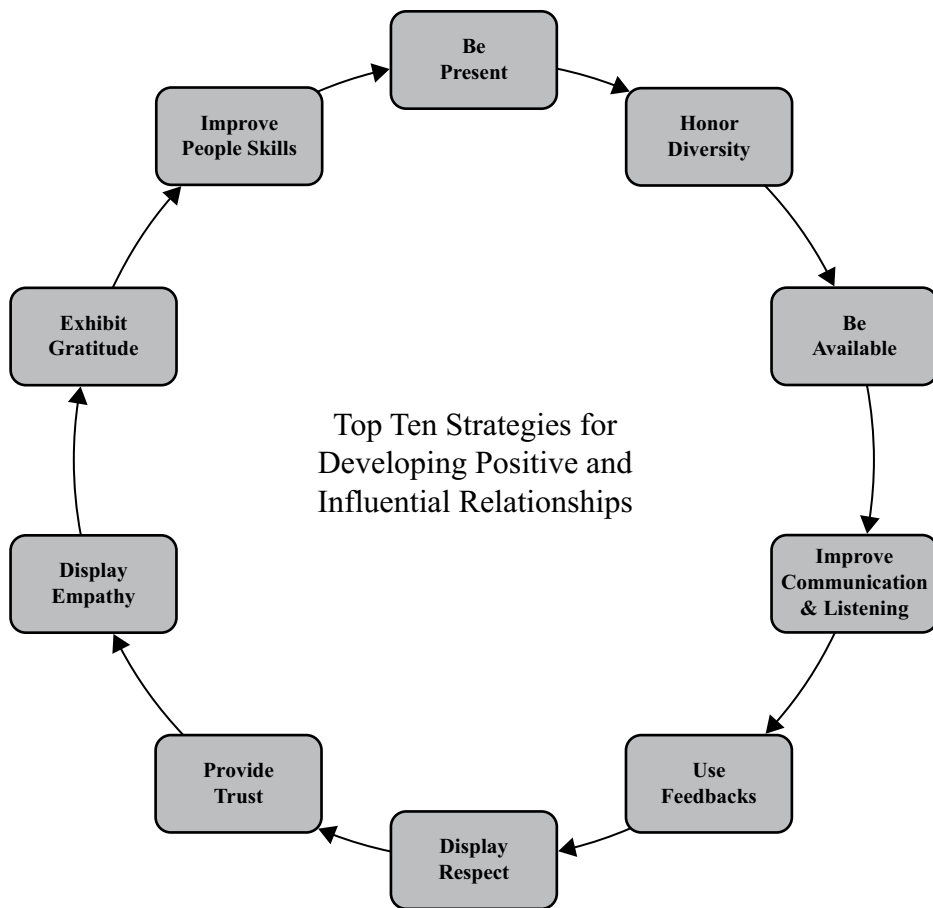 Be
Present
Honor
Diversity
Be
Available
Improve
Communication
& Listening
Use
Feedbacks
Display
Respect
Provide
Trust
Display
Empathy
Exhibit
Gratitude
Improve
People Skills
Top Ten Strategies for
Developing Positive and
Influential Relationships